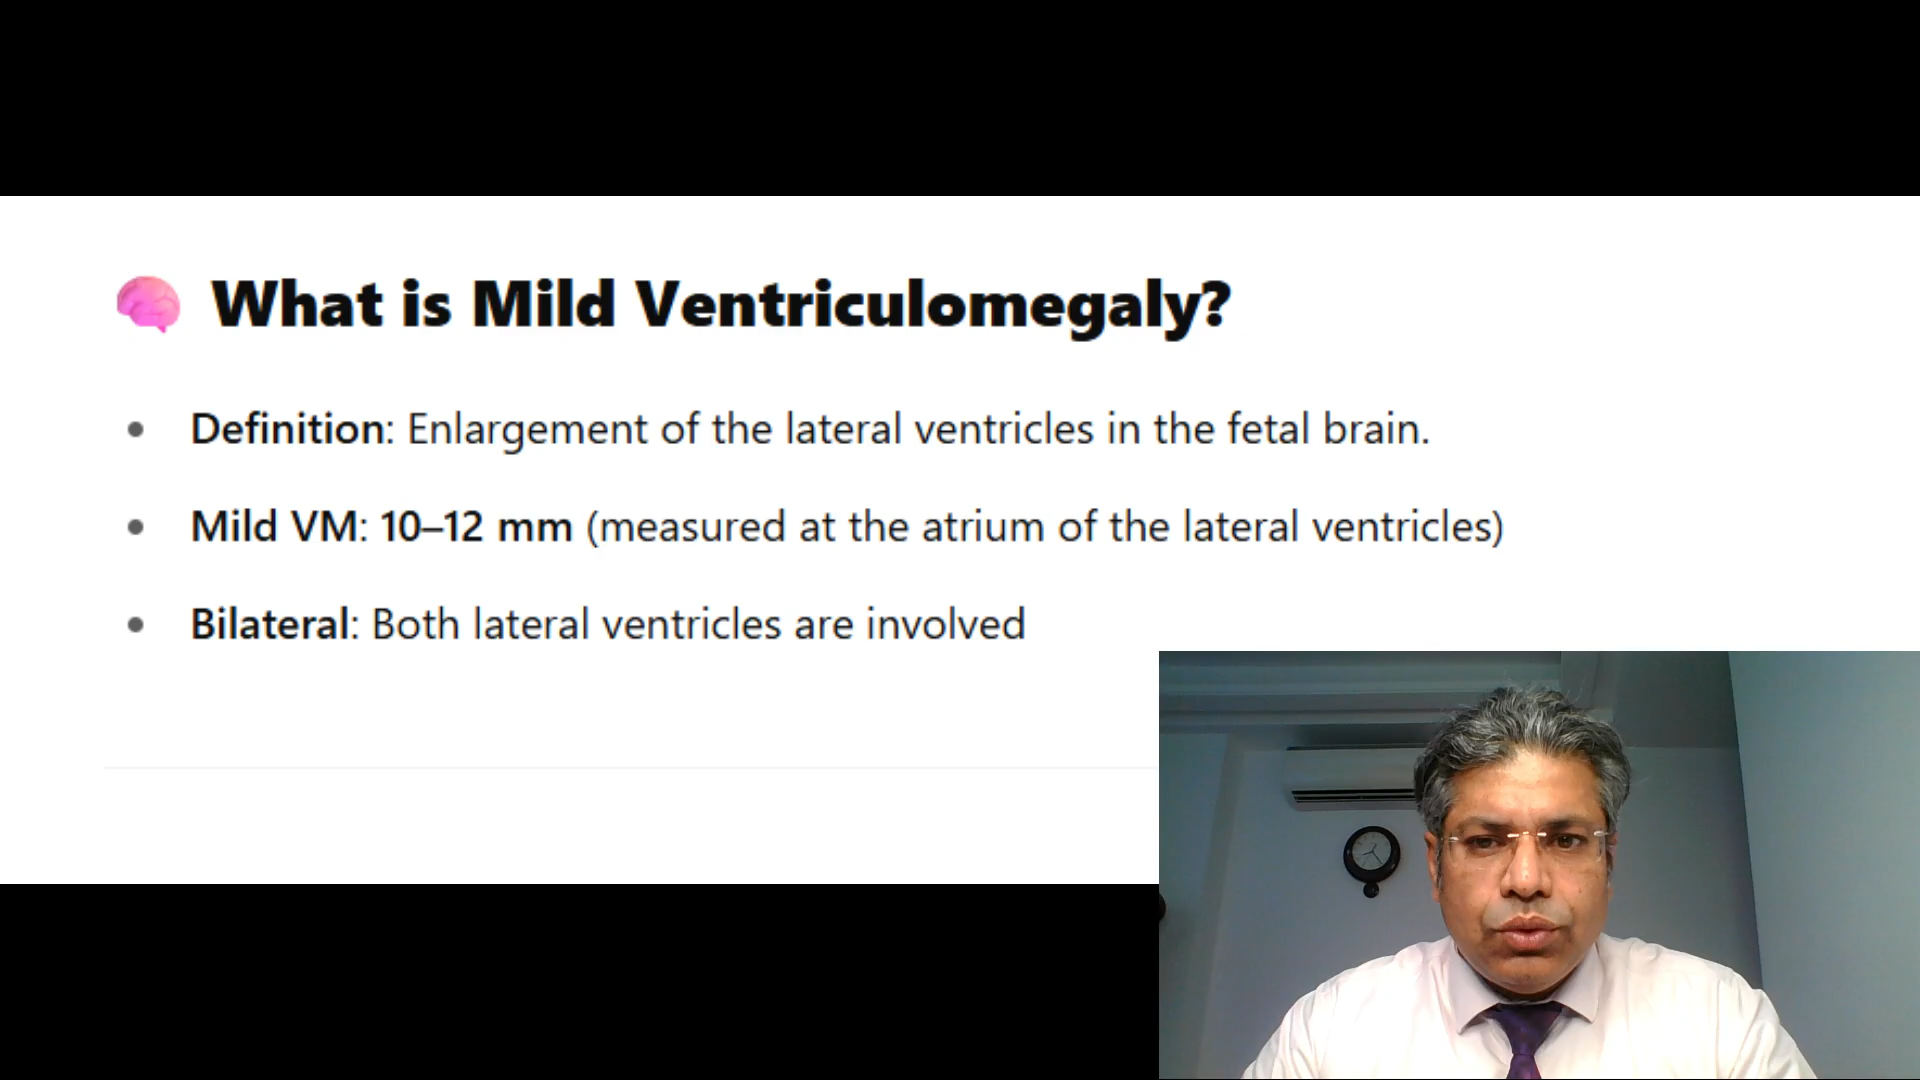 What is Mild Ventriculomegaly?
Definition: Enlargement of the lateral ventricles in the fetal brain.
Mild VM: 10–12 mm (measured at the atrium of the lateral ventricles)
Bilateral: Both lateral ventricles are involved